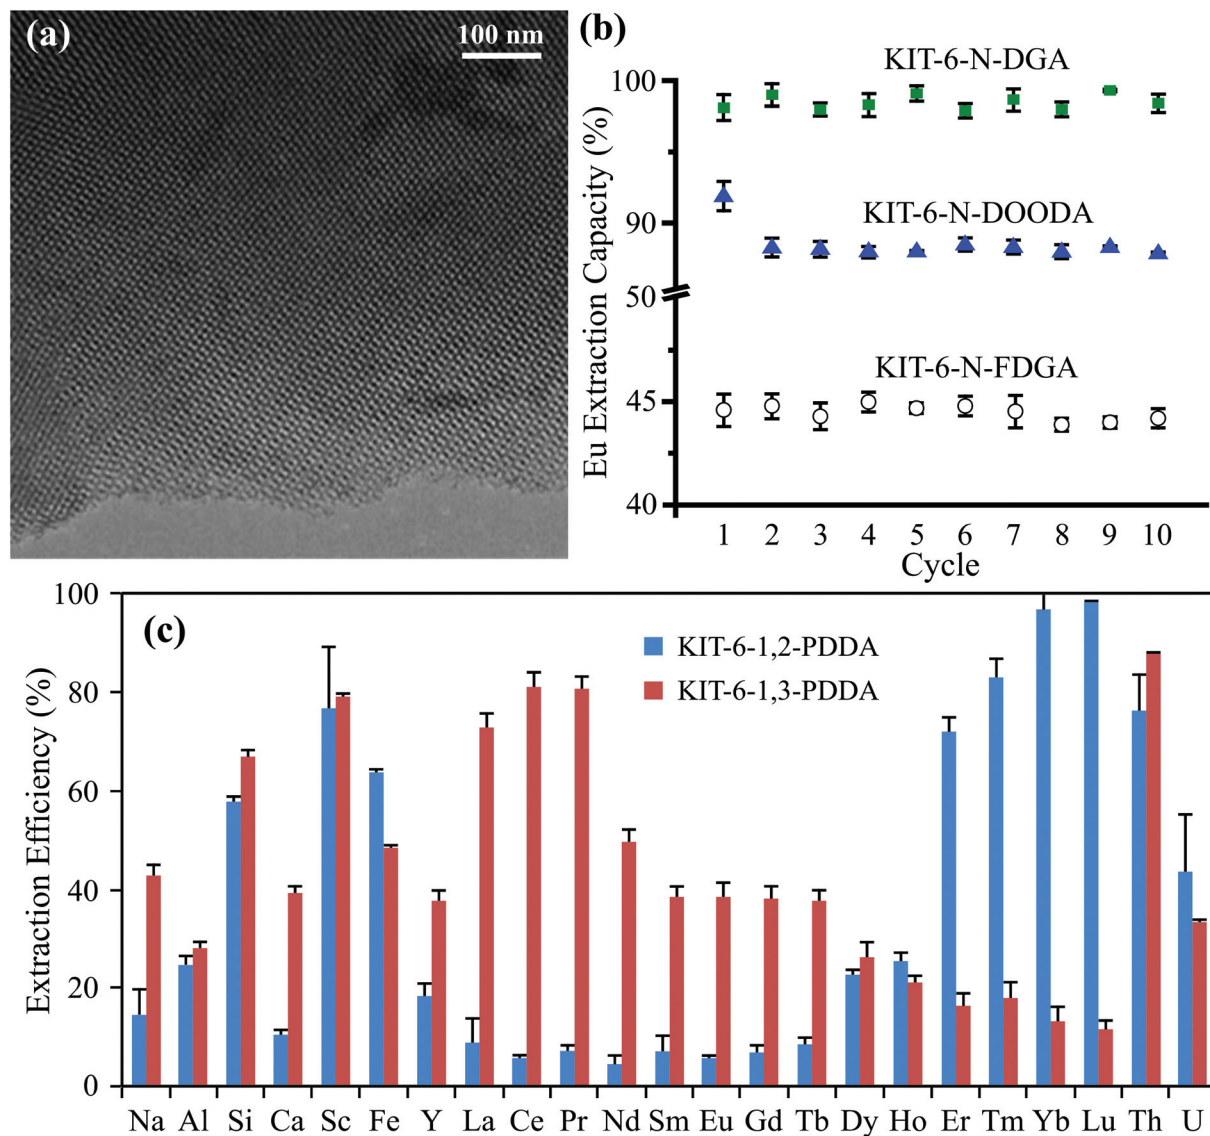 (a)
100 nm
(b)
Eu Extraction Capacity (%)
100
90
50
45
40
KIT-6-N-DGA
KIT-6-N-DOODA
KIT-6-N-FDGA
1 2 3 4 5 6 7 8 9 10
Cycle
(c)
Extraction Efficiency (%)
100
80
60
40
20
0
KIT-6-1,2-PDDA
KIT-6-1,3-PDDA
Na Al Si Ca Sc Fe Y La Ce Pr Nd Sm Eu Gd Tb Dy Ho Er Tm Yb Lu Th U